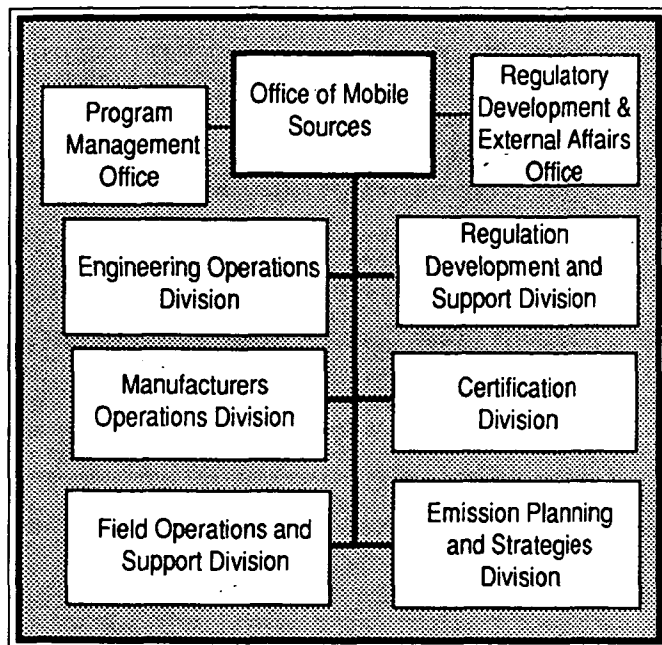 Office of Mobile
Sources
Program
Management
Office
Regulatory
Development &
External Affairs
Office
Engineering Operations
Division
Regulation
Development and
Support Division
Manufacturers
Operations Division
Certification
Division
Field Operations and
Support Division
Emission Planning
and Strategies
Division